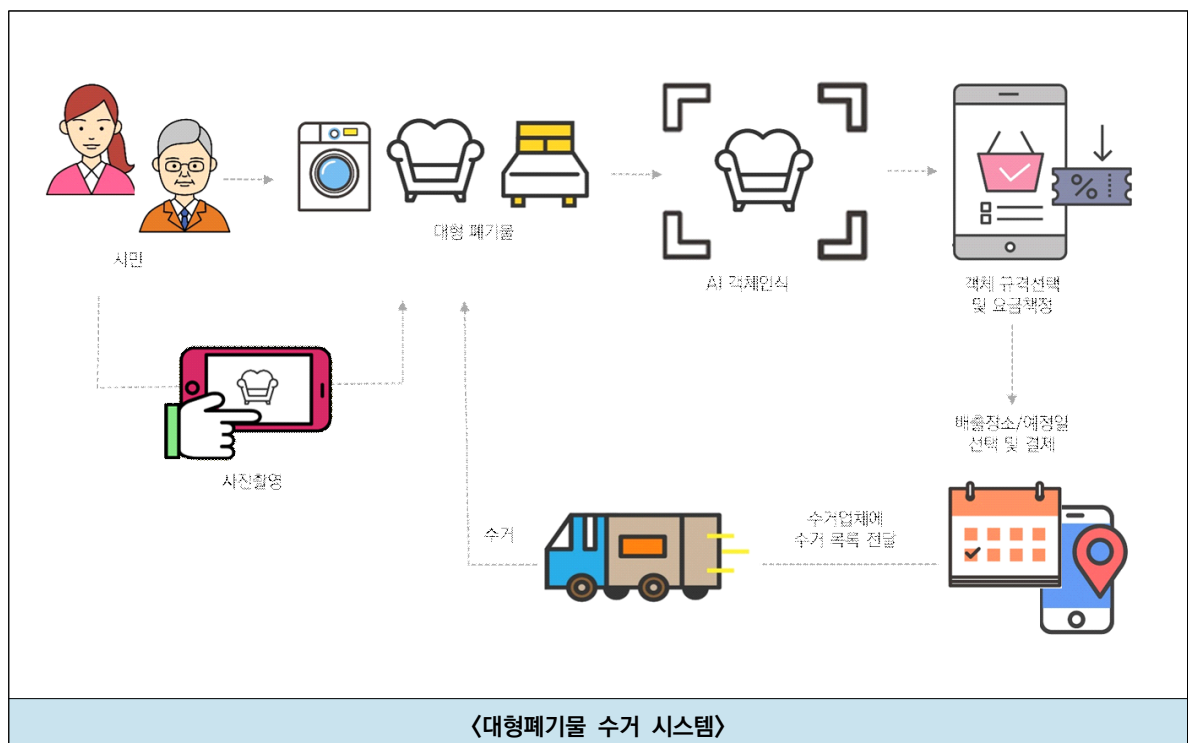 시민
대형 폐기물
AI 객체인식
객체 규격선택
및 요금책정
%
사진촬영
배출장소/예정일
선택 및 결제
수거
수거업체에
수거 목록 전달
〈대형폐기물 수거 시스템〉